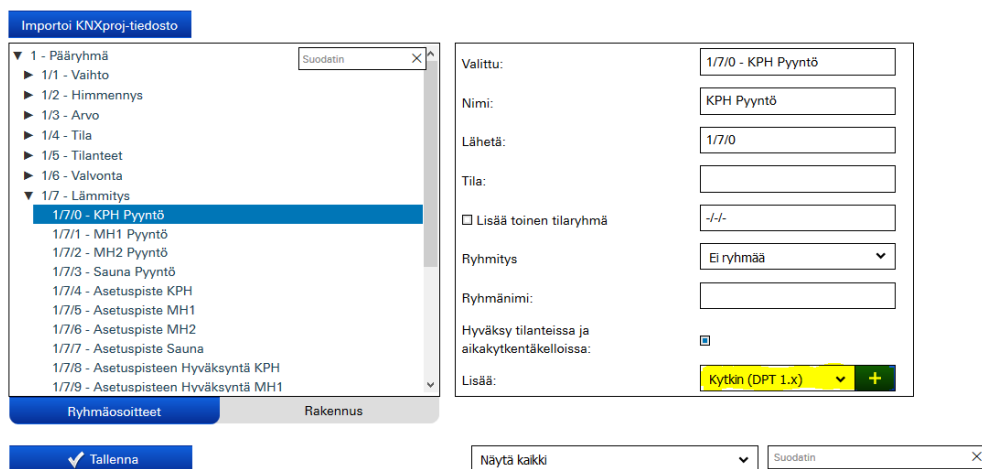 Importoi KNXproj-tiedosto
▼ 1 - Pääryhmä
Suodatin
▶ 1/1 - Vaihto
▶ 1/2 - Himmennys
▶ 1/3 - Arvo
▶ 1/4 - Tila
▶ 1/5 - Tilanteet
▶ 1/6 - Valvonta
▼ 1/7 - Lämmitys
1/7/0 - KPH Pyyntö
1/7/1 - MH1 Pyyntö
1/7/2 - MH2 Pyyntö
1/7/3 - Sauna Pyyntö
1/7/4 - Asetuspiste KPH
1/7/5 - Asetuspiste MH1
1/7/6 - Asetuspiste MH2
1/7/7 - Asetuspiste Sauna
1/7/8 - Asetuspisteen Hyväksyntä KPH
1/7/9 - Asetuspisteen Hyväksyntä MH1
Ryhmäosoitteet
Rakennus
Valittu: 1/7/0 - KPH Pyyntö
Nimi: KPH Pyyntö
Lähetä: 1/7/0
Tila:
Lisää toinen tilaryhmä -/-/-
Ryhmitys Ei ryhmää
Ryhmänimi:
Hyväksy tilanteissa ja
aikakytkentäkelloissa:
Lisää: Kytkin (DPT 1.x) +
Tallenna
Näytä kaikki
Suodatin